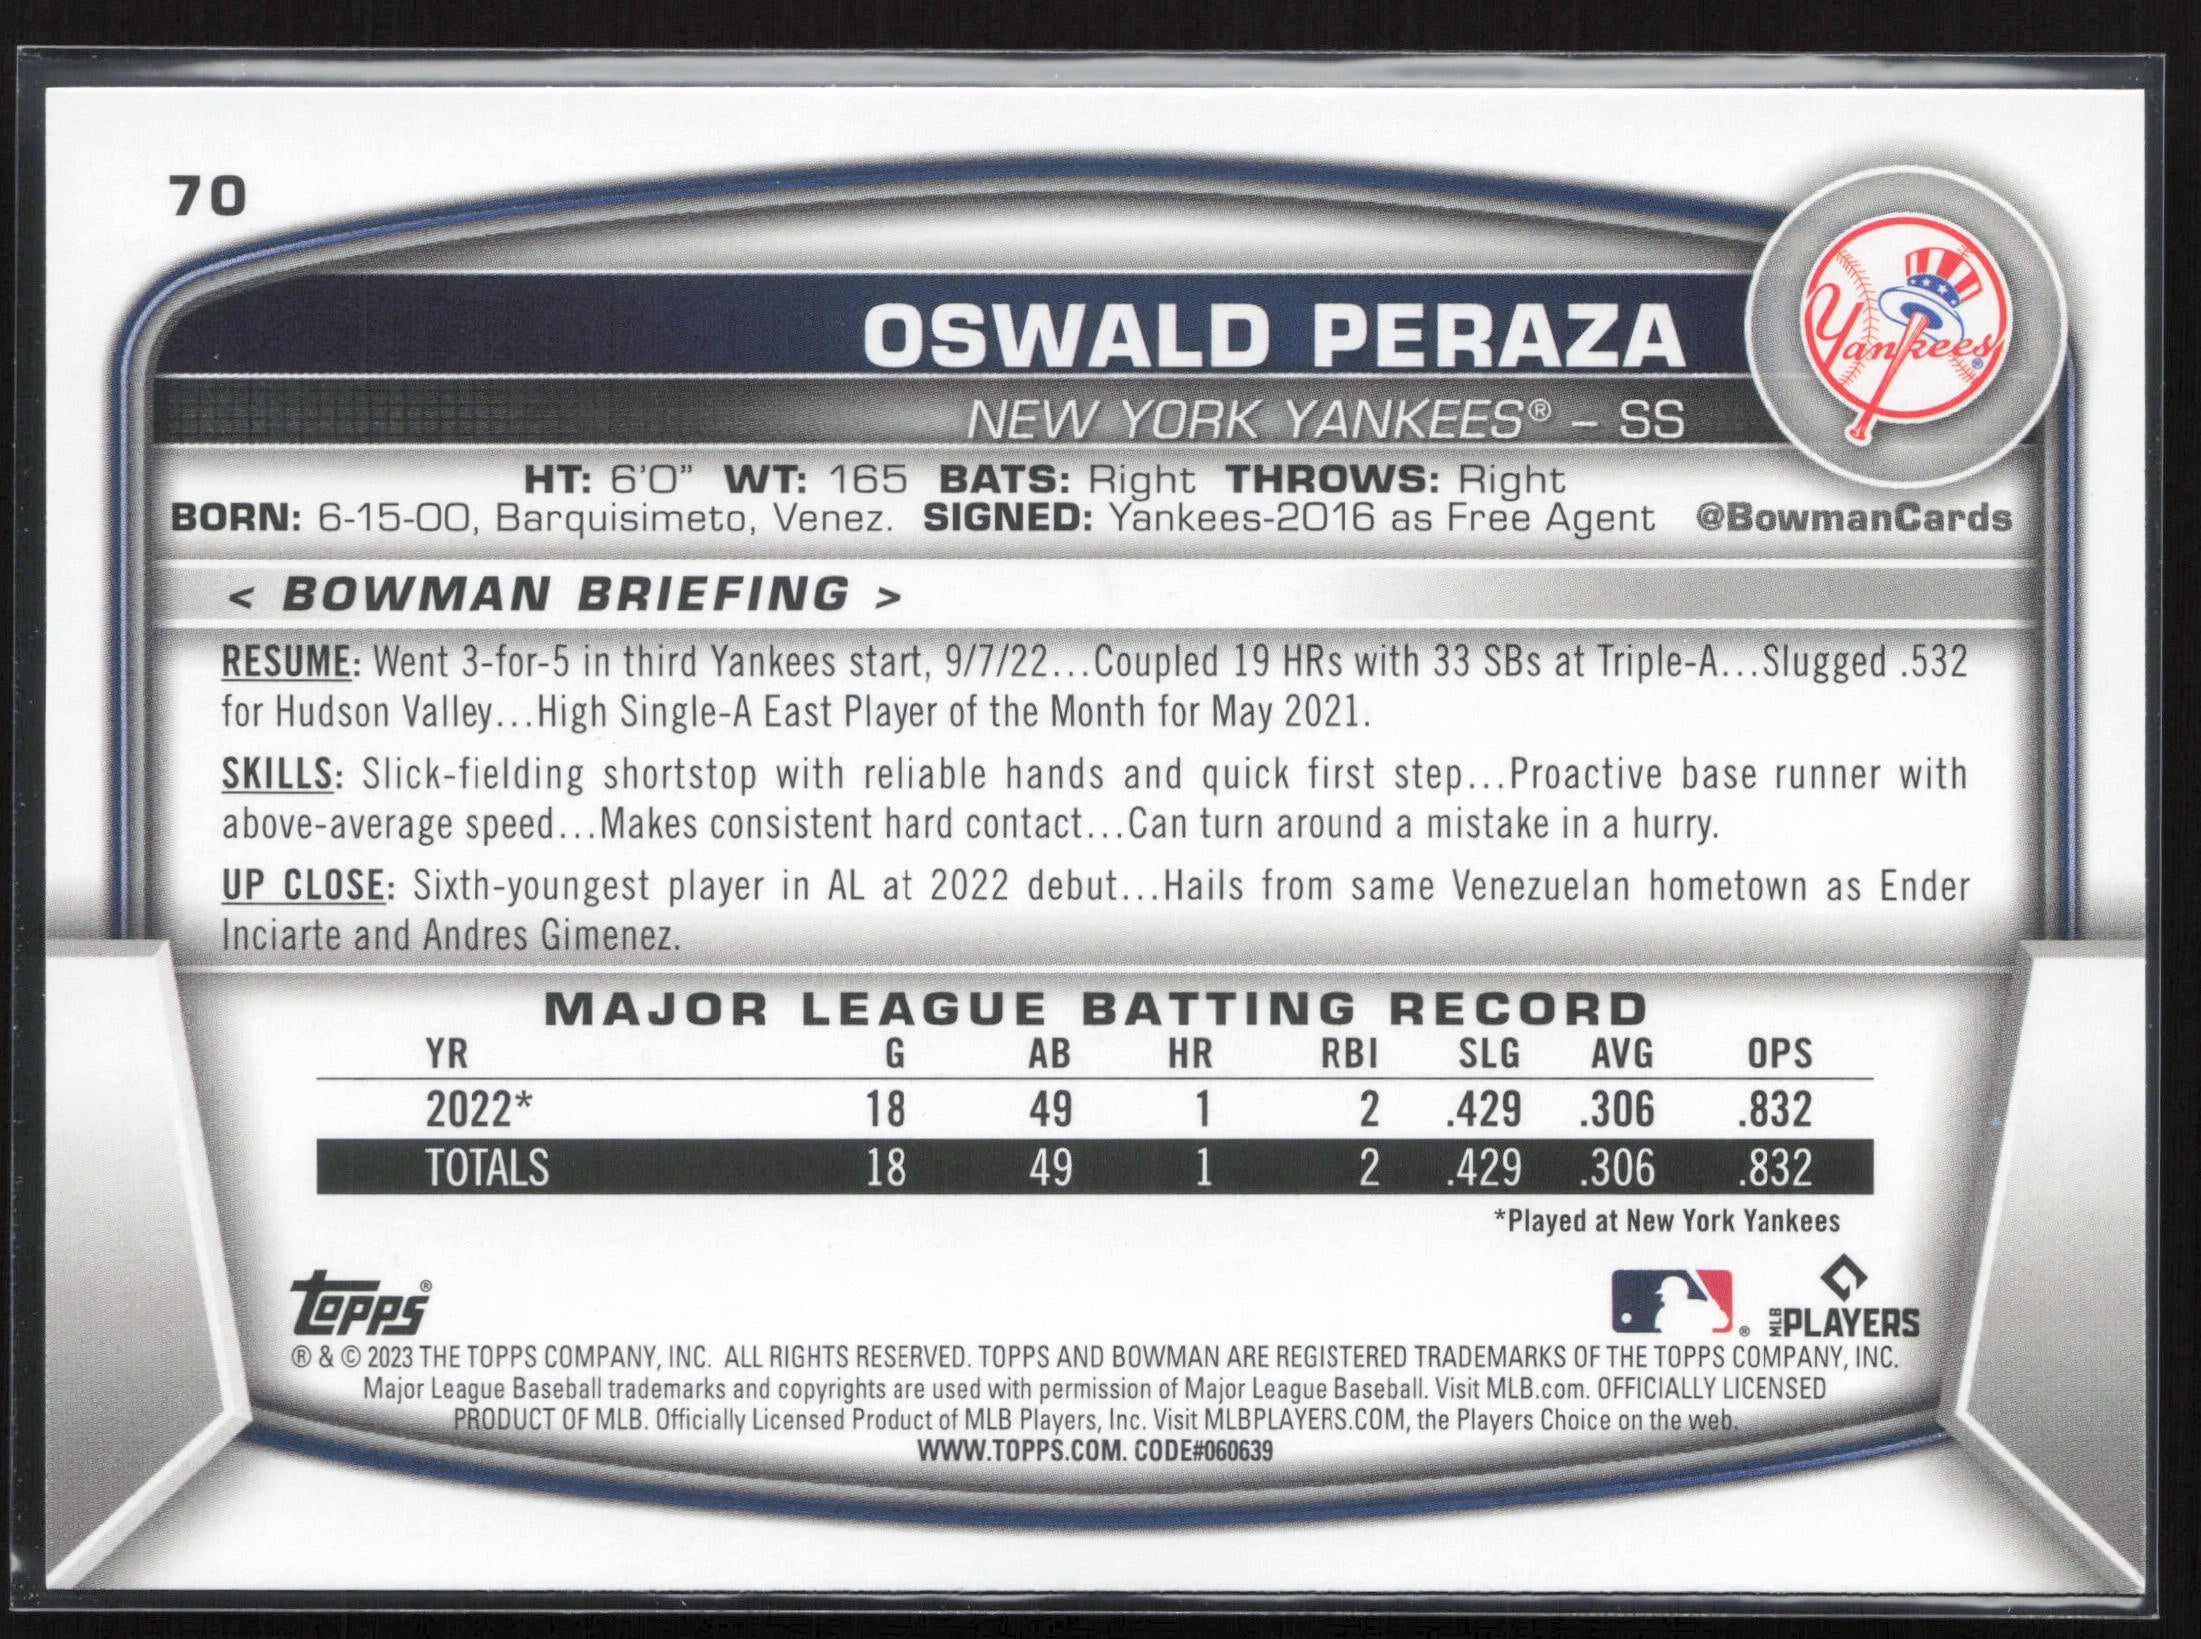 70
OSWALD PERAZA
Yankees®
NEW YORK YANKEES® – SS
HT: 6'0" WT: 165 BATS: Right THROWS: Right
BORN: 6-15-00, Barquisimeto, Venez. SIGNED: Yankees-2016 as Free Agent @BowmanCards
< BOWMAN BRIEFING >
RESUME: Went 3-for-5 in third Yankees start, 9/7/22...Coupled 19 HRs with 33 SBs at Triple-A...Slugged .532
for Hudson Valley...High Single-A East Player of the Month for May 2021.
SKILLS: Slick-fielding shortstop with reliable hands and quick first step...Proactive base runner with
above-average speed...Makes consistent hard contact...Can turn around a mistake in a hurry.
UP CLOSE: Sixth-youngest player in AL at 2022 debut...Hails from same Venezuelan hometown as Ender
Inciarte and Andres Gimenez.
MAJOR LEAGUE BATTING RECORD
YR G AB HR RBI SLG AVG OPS
2022* 18 49 1 2 .429 .306 .832
TOTALS 18 49 1 2 .429 .306 .832
*Played at New York Yankees
Topps® ® MLB PLAYERS
® & © 2023 THE TOPPS COMPANY, INC. ALL RIGHTS RESERVED. TOPPS AND BOWMAN ARE REGISTERED TRADEMARKS OF THE TOPPS COMPANY, INC.
Major League Baseball trademarks and copyrights are used with permission of Major League Baseball. Visit MLB.com. OFFICIALLY LICENSED
PRODUCT OF MLB. Officially Licensed Product of MLB Players, Inc. Visit MLBPLAYERS.COM, the Players Choice on the web.
WWW.TOPPS.COM. CODE#060639